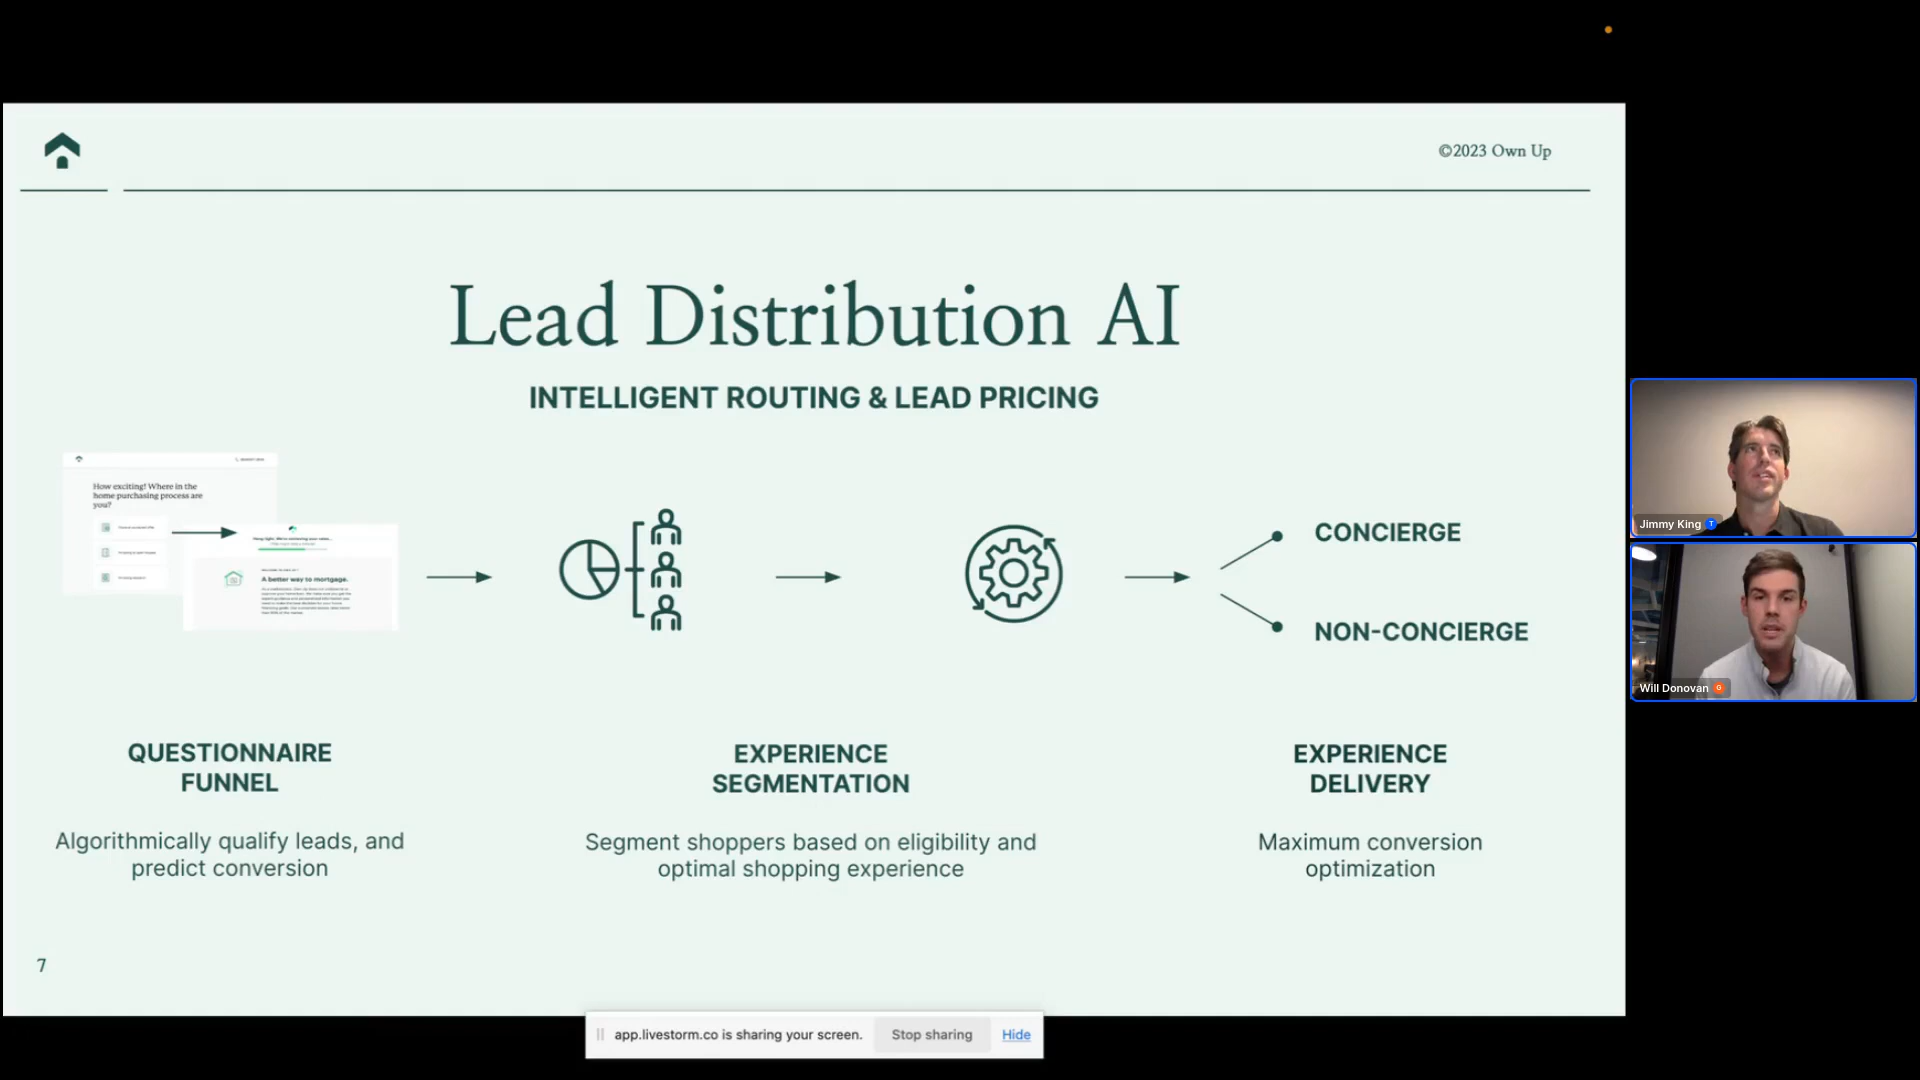 ©2023 Own Up
Lead Distribution AI
INTELLIGENT ROUTING & LEAD PRICING
How exciting! Where in the
home purchasing process are
you?
A better way to mortgage.
CONCIERGE
NON-CONCIERGE
QUESTIONNAIRE
FUNNEL
Algorithmically qualify leads, and
predict conversion
EXPERIENCE
SEGMENTATION
Segment shoppers based on eligibility and
optimal shopping experience
EXPERIENCE
DELIVERY
Maximum conversion
optimization
7
Jimmy King
Will Donovan
app.livestorm.co is sharing your screen.
Stop sharing
Hide